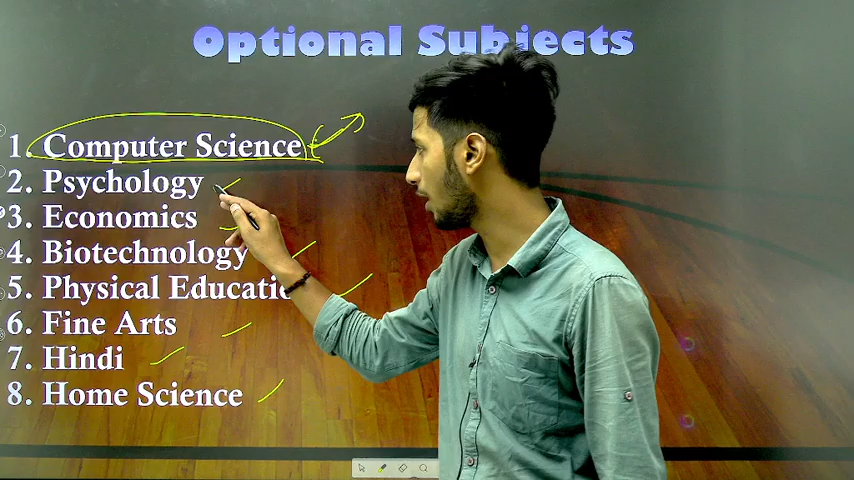 Optional Subjects
1. Computer Science
2. Psychology
3. Economics
4. Biotechnology
5. Physical Educatio
6. Fine Arts
7. Hindi
8. Home Science